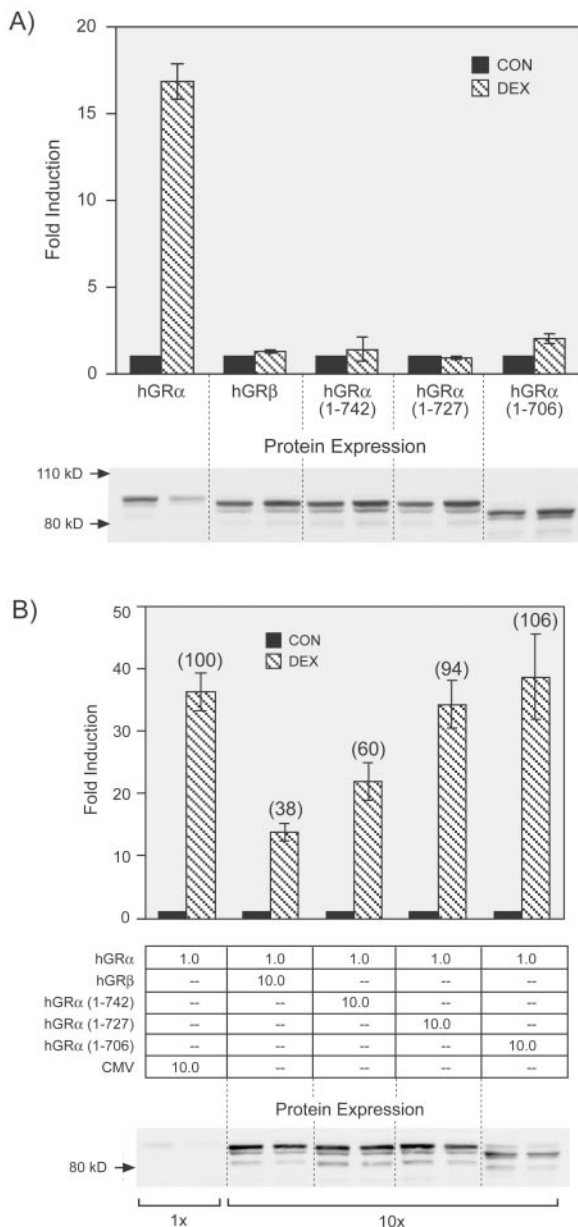 A)
20
15
10
5
0
Fold Induction
CON
DEX
hGRα hGRβ hGRα (1-742) hGRα (1-727) hGRα (1-706)
Protein Expression
110 kD
80 kD
B)
50
40
30
20
10
0
Fold Induction
CON
DEX
(100) (38) (60) (94) (106)
hGRα 1.0 1.0 1.0 1.0 1.0
hGRβ -- 10.0 -- -- --
hGRα (1-742) -- -- 10.0 -- --
hGRα (1-727) -- -- -- 10.0 --
hGRα (1-706) -- -- -- -- 10.0
CMV 10.0 -- -- -- --
Protein Expression
80 kD
1x 10x